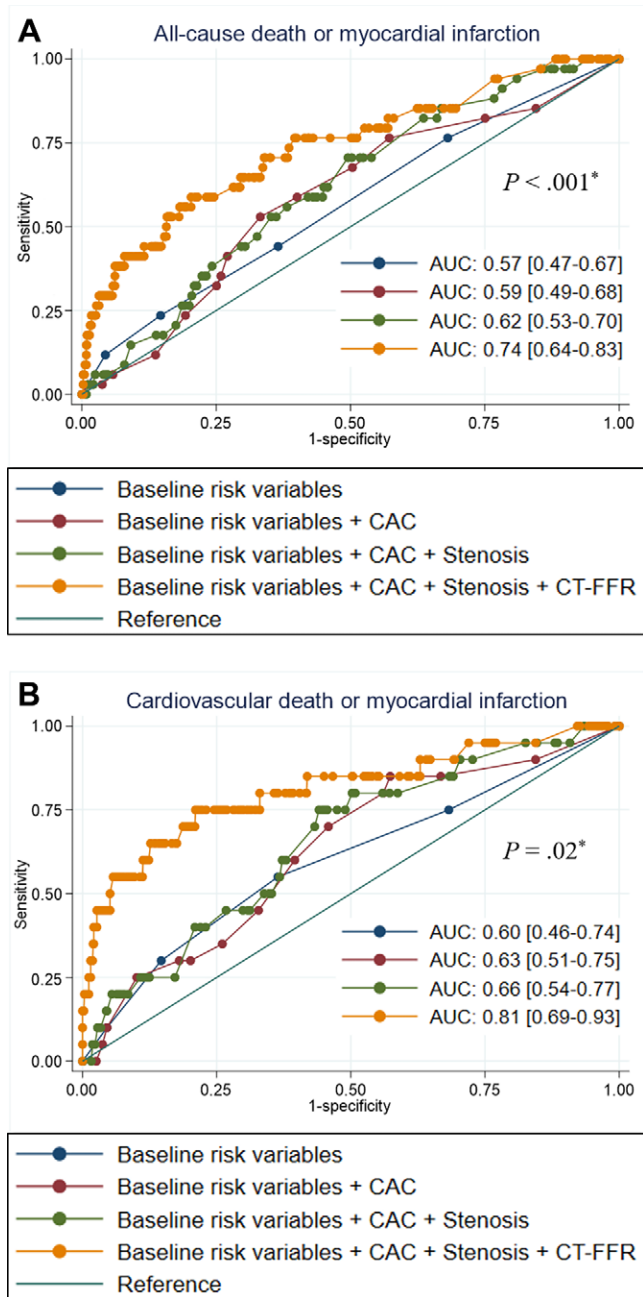 A
All-cause death or myocardial infarction
1.00
0.75
0.50
0.25
0.00
Sensitivity
P < .001*
AUC: 0.57 [0.47-0.67]
AUC: 0.59 [0.49-0.68]
AUC: 0.62 [0.53-0.70]
AUC: 0.74 [0.64-0.83]
0.00 0.25 0.50 0.75 1.00
1-specificity
Baseline risk variables
Baseline risk variables + CAC
Baseline risk variables + CAC + Stenosis
Baseline risk variables + CAC + Stenosis + CT-FFR
Reference
B
Cardiovascular death or myocardial infarction
1.00
0.75
0.50
0.25
0.00
Sensitivity
P = .02*
AUC: 0.60 [0.46-0.74]
AUC: 0.63 [0.51-0.75]
AUC: 0.66 [0.54-0.77]
AUC: 0.81 [0.69-0.93]
0.00 0.25 0.50 0.75 1.00
1-specificity
Baseline risk variables
Baseline risk variables + CAC
Baseline risk variables + CAC + Stenosis
Baseline risk variables + CAC + Stenosis + CT-FFR
Reference